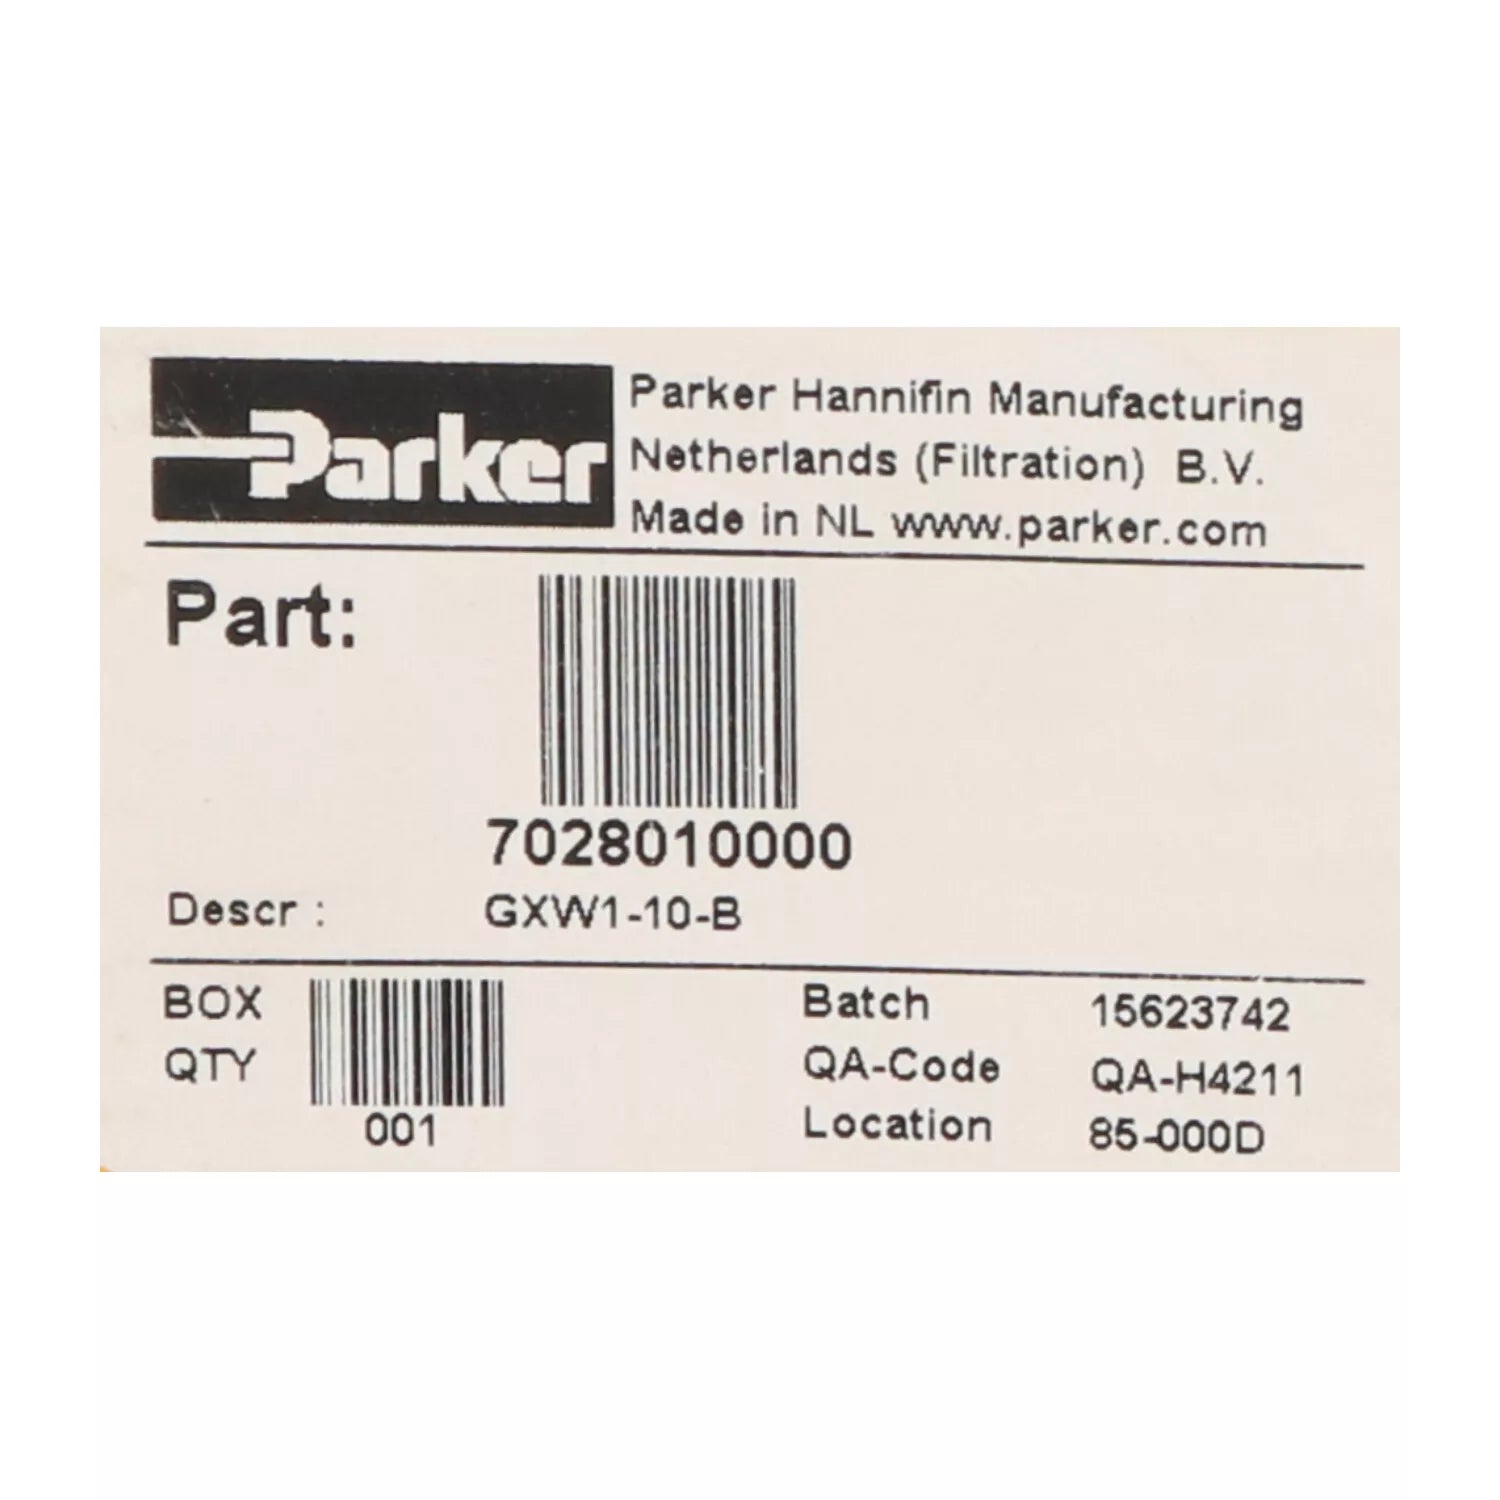 Parker
Parker Hannifin Manufacturing
Netherlands (Filtration) B.V.
Made in NL www.parker.com
Part:
7028010000
Descr : GXW1-10-B
BOX
QTY
001
Batch 15623742
QA-Code QA-H4211
Location 85-000D